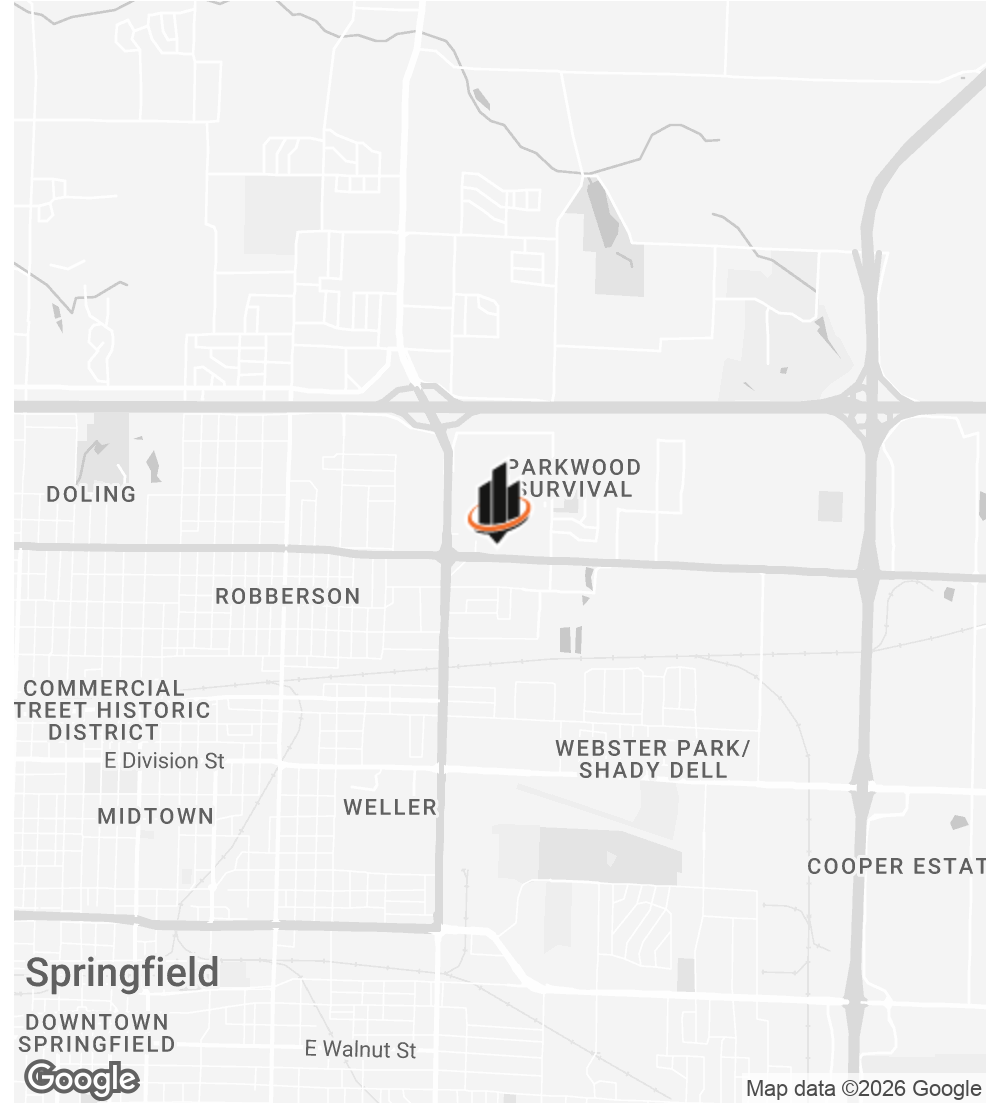 PARKWOOD
SURVIVAL
DOLING
ROBBERSON
COMMERCIAL
TREET HISTORIC
DISTRICT
E Division St
WEBSTER PARK/
SHADY DELL
MIDTOWN
WELLER
COOPER ESTAT
Springfield
DOWNTOWN
SPRINGFIELD
E Walnut St
Google
Map data ©2026 Google